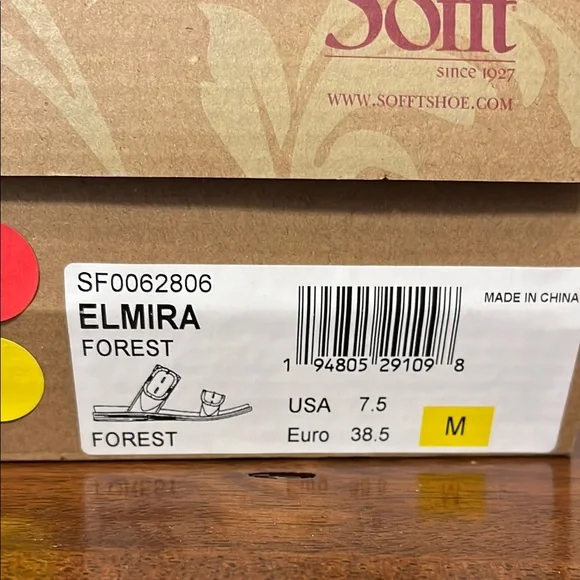 Sofft
since 1927
WWW.SOFFTSHOE.COM
SF0062806
ELMIRA
FOREST
MADE IN CHINA
1 94805 29109 8
FOREST
USA 7.5
Euro 38.5
M